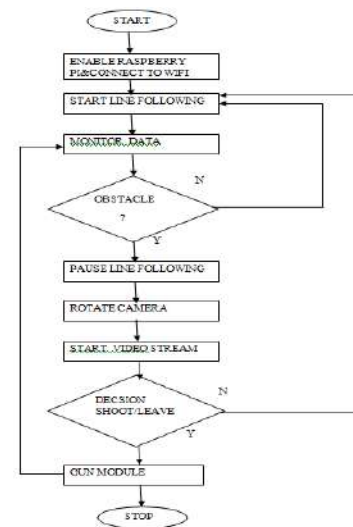 START
ENABLE RASPBERRY
PI&CONNECT TO WIFI
START LINE FOLLOWING
MONITOR DATA
N
OBSTACLE
?
Y
PAUSE LINE FOLLOWING
ROTATE CAMERA
START VIDEO STREAM
N
DECSION
SHOOT/LEAVE
Y
GUN MODULE
STOP